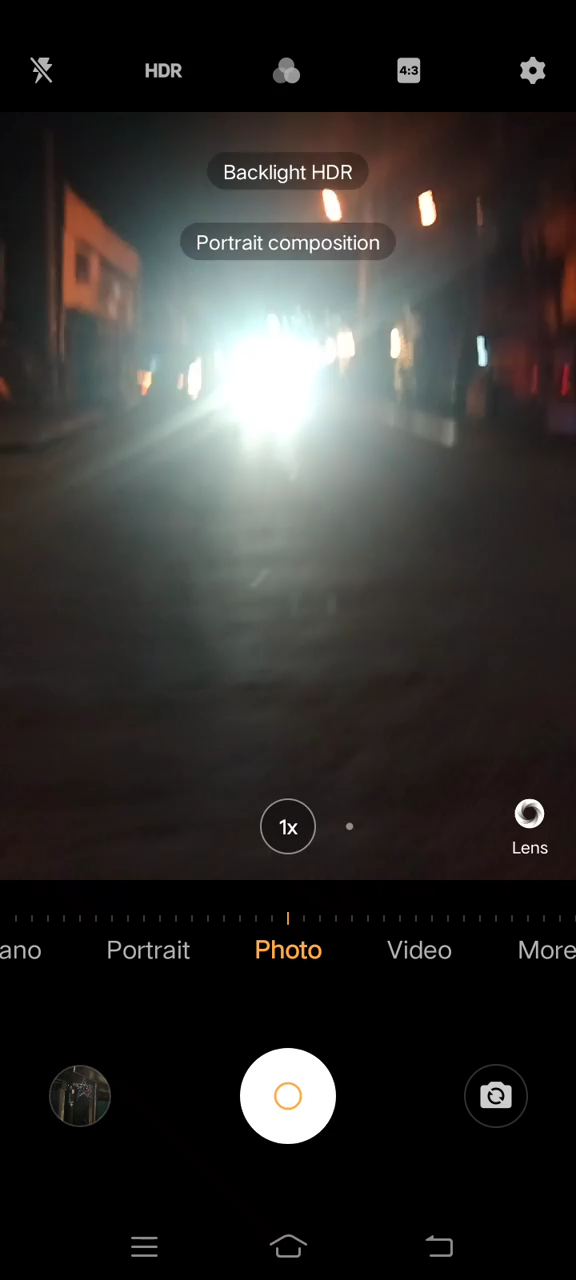 HDR
4:3
Backlight HDR
Portrait composition
1x
Lens
ano
Portrait
Photo
Video
More